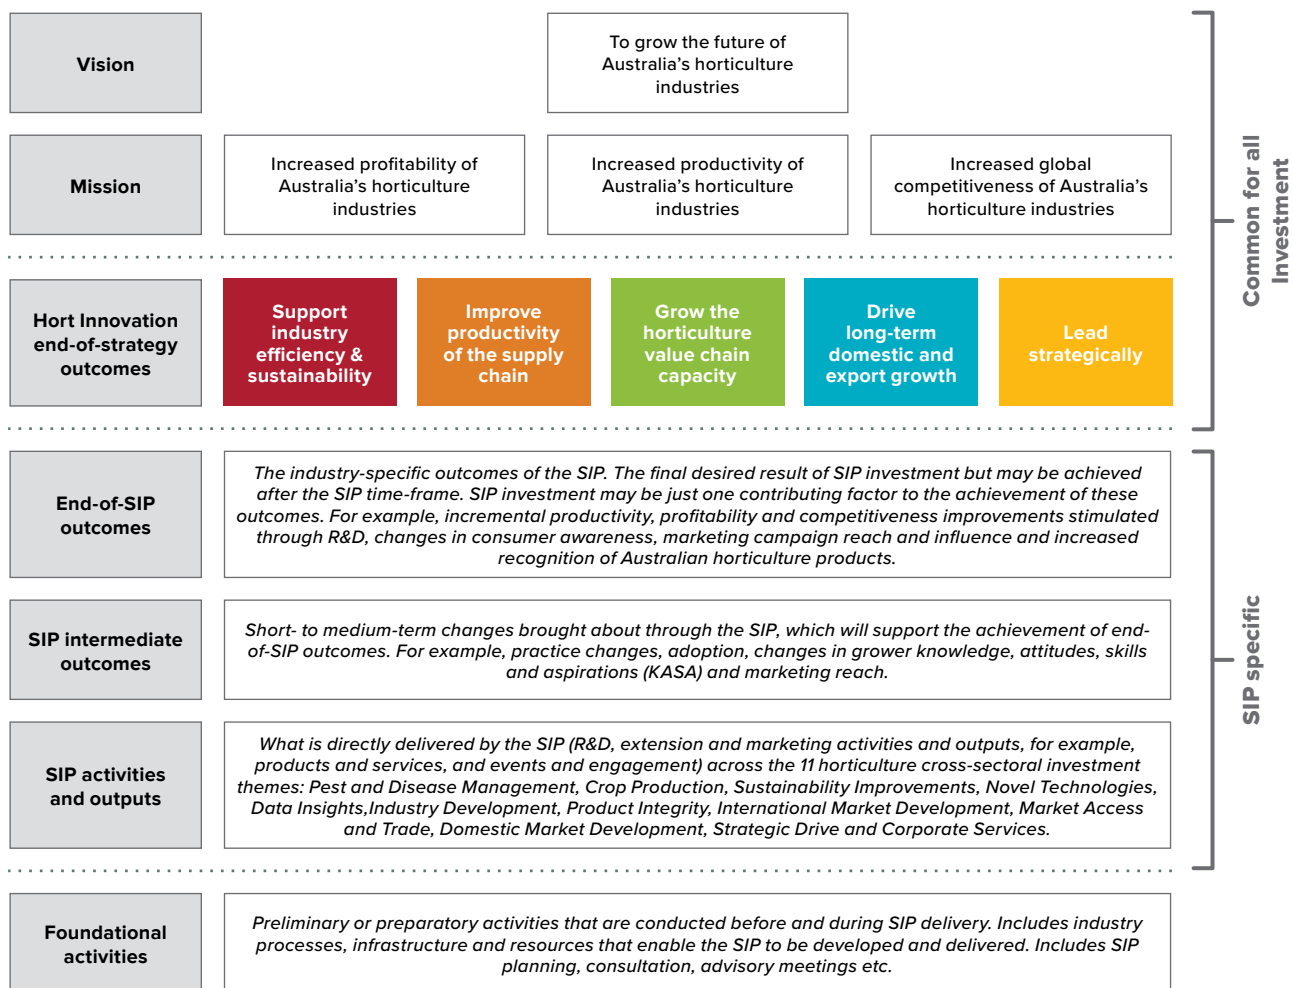 Vision
To grow the future of
Australia's horticulture
industries
Mission
Increased profitability of
Australia's horticulture
industries
Increased productivity of
Australia's horticulture
industries
Increased global
competitiveness of Australia's
horticulture industries
Common for all
Investment
Hort Innovation
end-of-strategy
outcomes
Support
industry
efficiency &
sustainability
Improve
productivity
of the supply
chain
Grow the
horticulture
value chain
capacity
Drive
long-term
domestic and
export growth
Lead
strategically
End-of-SIP
outcomes
The industry-specific outcomes of the SIP. The final desired result of SIP investment but may be achieved
after the SIP time-frame. SIP investment may be just one contributing factor to the achievement of these
outcomes. For example, incremental productivity, profitability and competitiveness improvements stimulated
through R&D, changes in consumer awareness, marketing campaign reach and influence and increased
recognition of Australian horticulture products.
SIP intermediate
outcomes
Short- to medium-term changes brought about through the SIP, which will support the achievement of end-
of-SIP outcomes. For example, practice changes, adoption, changes in grower knowledge, attitudes, skills
and aspirations (KASA) and marketing reach.
SIP specific
SIP activities
and outputs
What is directly delivered by the SIP (R&D, extension and marketing activities and outputs, for example,
products and services, and events and engagement) across the 11 horticulture cross-sectoral investment
themes: Pest and Disease Management, Crop Production, Sustainability Improvements, Novel Technologies,
Data Insights,Industry Development, Product Integrity, International Market Development, Market Access
and Trade, Domestic Market Development, Strategic Drive and Corporate Services.
Foundational
activities
Preliminary or preparatory activities that are conducted before and during SIP delivery. Includes industry
processes, infrastructure and resources that enable the SIP to be developed and delivered. Includes SIP
planning, consultation, advisory meetings etc.